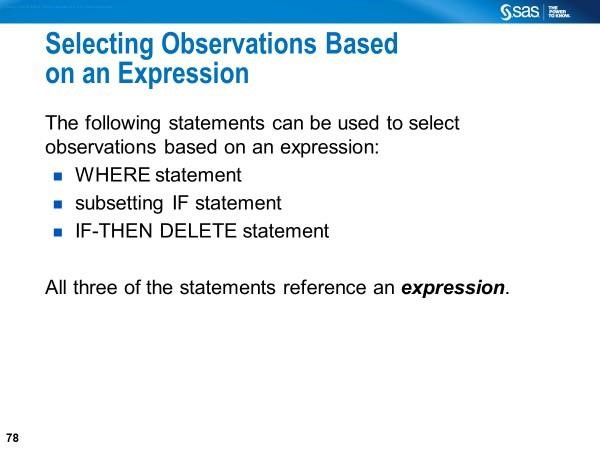 sas
THE
POWER
TO KNOW.
Selecting Observations Based
on an Expression
The following statements can be used to select
observations based on an expression:
WHERE statement
subsetting IF statement
IF-THEN DELETE statement
All three of the statements reference an expression.
78